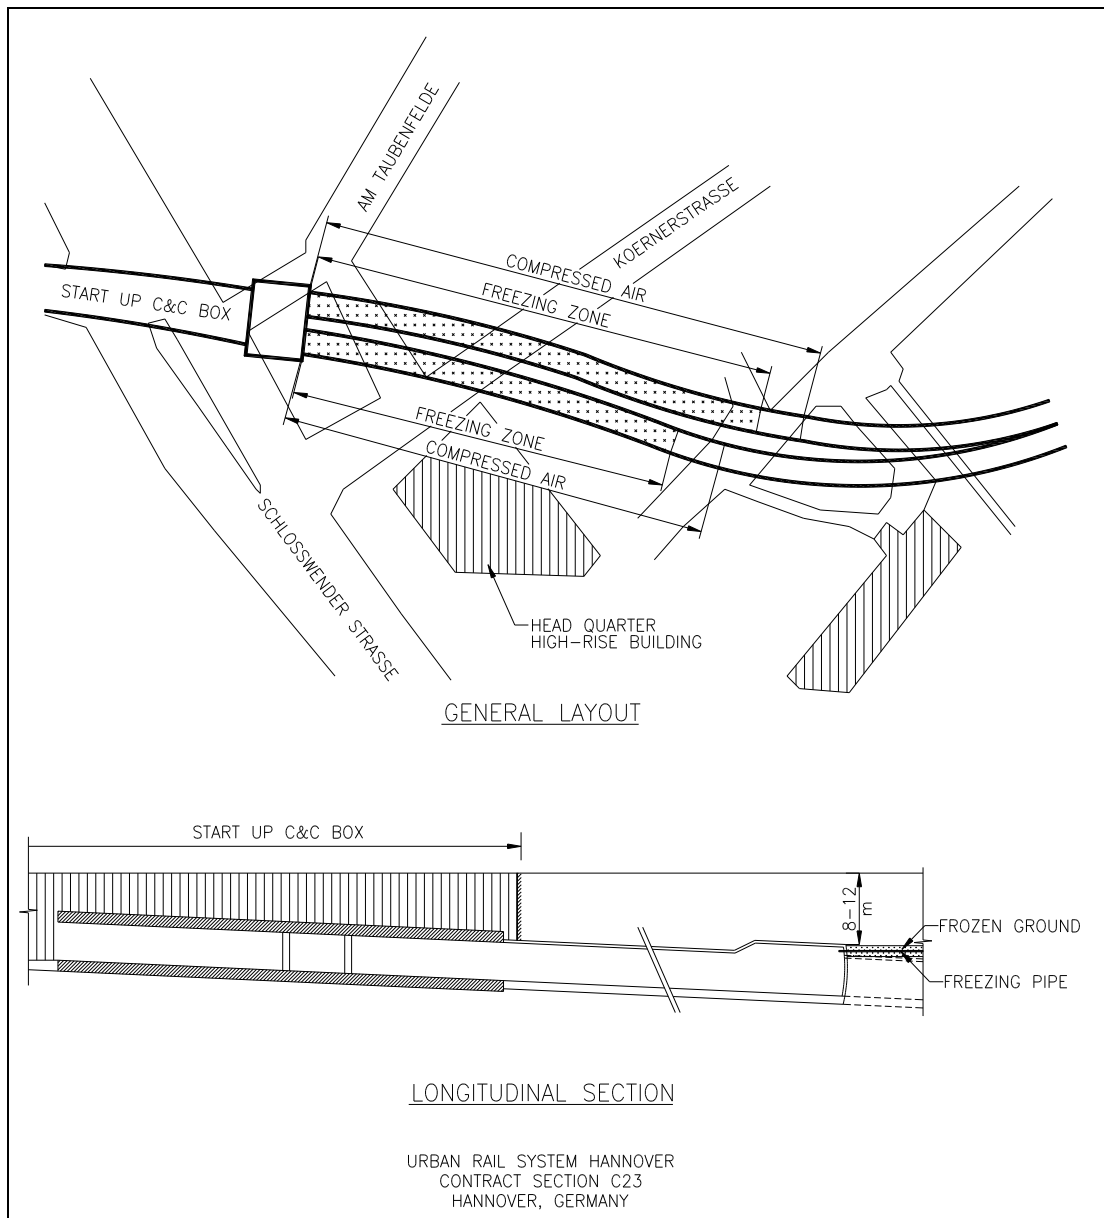 AM TAUBENFELDE
KOERNERSTRASSE
COMPRESSED AIR
FREEZING ZONE
START UP C&C BOX
FREEZING ZONE
COMPRESSED AIR
SCHLOSSWENDER STRASSE
HEAD QUARTER
HIGH-RISE BUILDING
GENERAL LAYOUT
START UP C&C BOX
8-12
m
FROZEN GROUND
FREEZING PIPE
LONGITUDINAL SECTION
URBAN RAIL SYSTEM HANNOVER
CONTRACT SECTION C23
HANNOVER, GERMANY